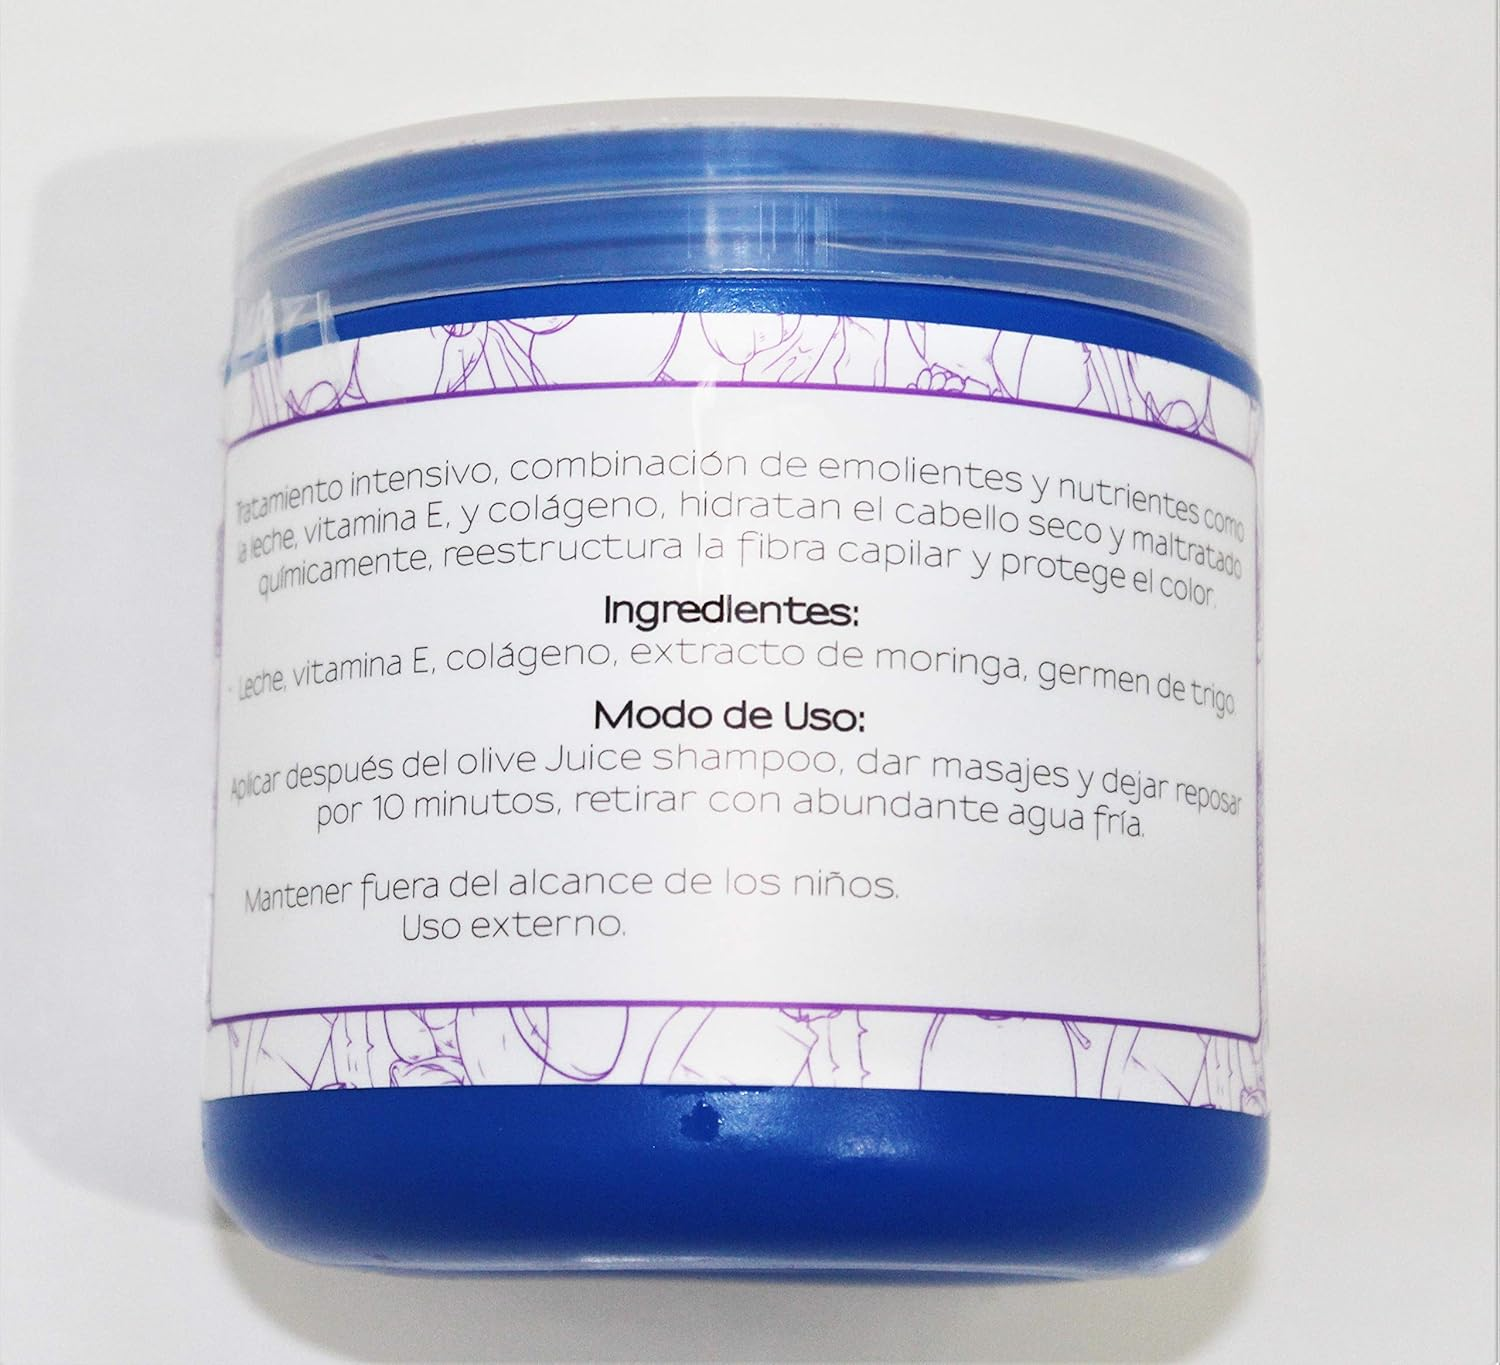 Tratamiento intensivo, combinación de emolientes y nutrientes como
la leche, vitamina E, y colágeno, hidratan el cabello seco y maltratado
químicamente, reestructura la fibra capilar y protege el color.
Ingredientes:
- Leche, vitamina E, colágeno, extracto de moringa, germen de trigo.
Modo de Uso:
Aplicar después del olive Juice shampoo, dar masajes y dejar reposar
por 10 minutos, retirar con abundante agua fría.
Mantener fuera del alcance de los niños.
Uso externo.